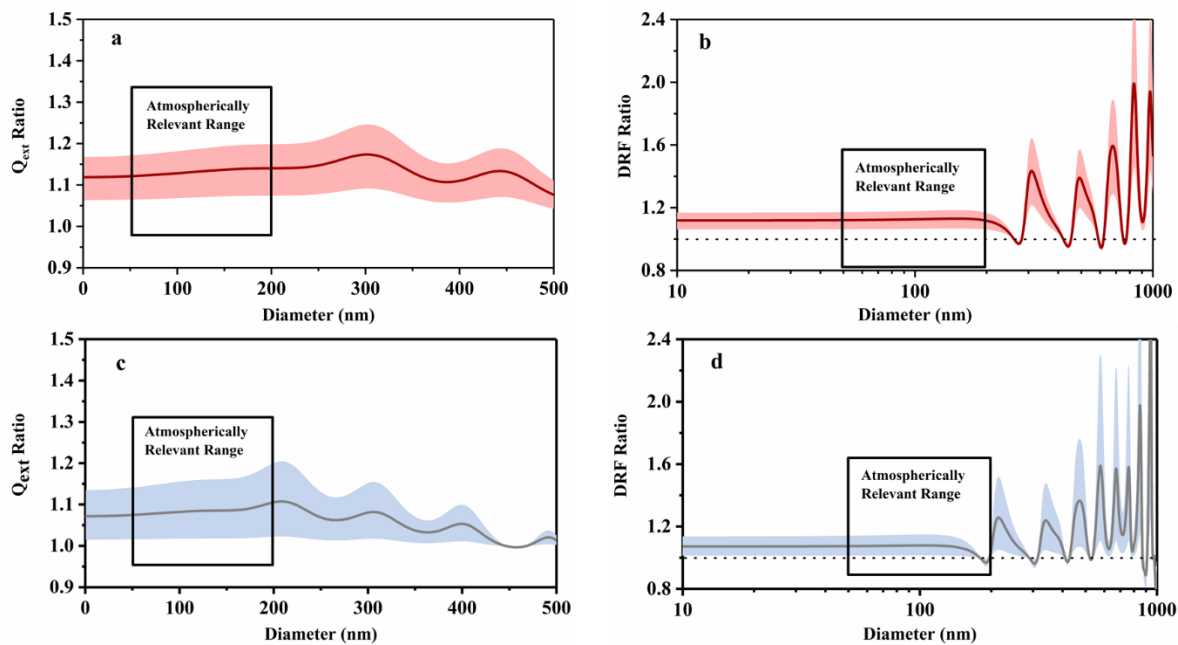 a
1.5
1.4
1.3
1.2
1.1
1.0
0.9
Q_ext Ratio
Atmospherically
Relevant Range
0 100 200 300 400 500
Diameter (nm)
b
2.4
2.0
1.6
1.2
0.8
DRF Ratio
Atmospherically
Relevant Range
10 100 1000
Diameter (nm)
c
1.5
1.4
1.3
1.2
1.1
1.0
0.9
Q_ext Ratio
Atmospherically
Relevant Range
0 100 200 300 400 500
Diameter (nm)
d
2.4
2.0
1.6
1.2
0.8
DRF Ratio
Atmospherically
Relevant Range
10 100 1000
Diameter (nm)